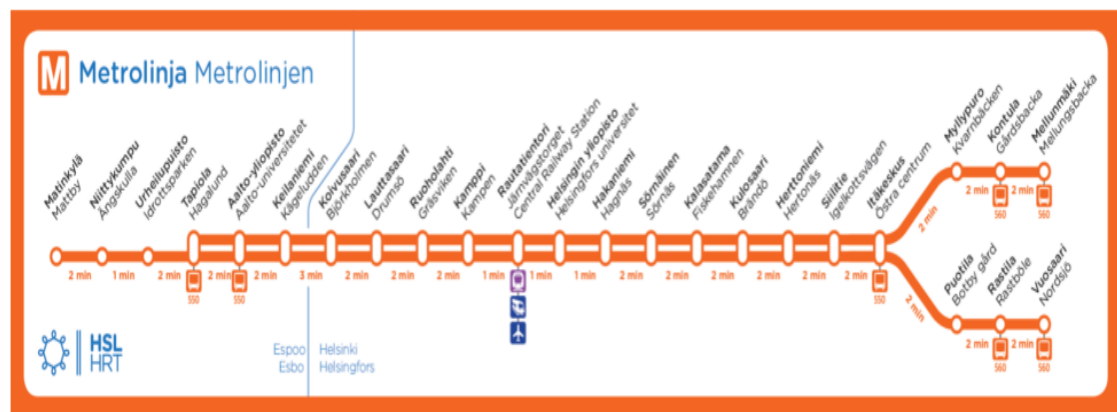 M Metrolinja Metrolinjen
Matinkylä
Mattby
Niittykumpu
Ängskulla
Urheilupuisto
Idrottsparken
Tapiola
Hagalund
Aalto-yliopisto
Aalto-universitetet
Keilaniemi
Kägeludden
Koivusaari
Björkholmen
Lauttasaari
Drumsö
Ruoholahti
Gräsviken
Kamppi
Kampen
Rautatientori
Järnvägstorget
Central Railway Station
Helsingin yliopisto
Helsingfors universitet
Hakaniemi
Hagnäs
Sörnäinen
Sörnäs
Kalasatama
Fiskehamnen
Kulosaari
Brändö
Herttoniemi
Hertonäs
Siilitie
Igelkottsvägen
Itäkeskus
Östra centrum
Myllypuro
Kvarnbäcken
Kontula
Gårdsbacka
Mellunmäki
Mellungsbacka
2 min
2 min 2 min
560 560
2 min 1 min 2 min 2 min 2 min 3 min 2 min 2 min 2 min 1 min 1 min 1 min 2 min 2 min 2 min 2 min 2 min 2 min
550 550 550
2 min
Puotila
Botby gård
Rastila
Rastböle
Vuosaari
Nordsjö
2 min 2 min
560 560
HSL
HRT
Espoo Helsinki
Esbo Helsingfors